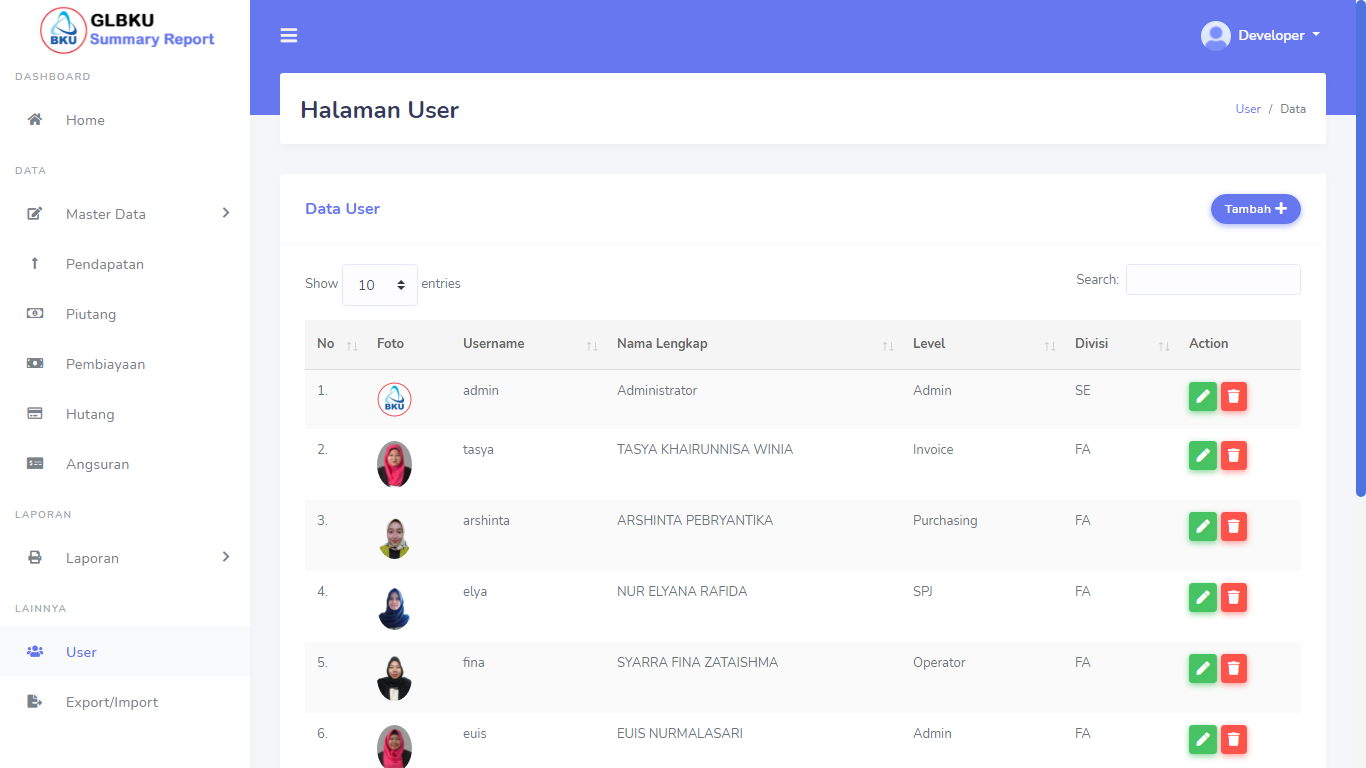 BKU GLBKU
Summary Report
DASHBOARD
Home
DATA
Master Data
Pendapatan
Piutang
Pembiayaan
Hutang
Angsuran
LAPORAN
Laporan
LAINNYA
User
Export/Import
Developer
Halaman User
User / Data
Data User
Tambah
Show 10 entries
Search:
No Foto Username Nama Lengkap Level Divisi Action
1. BKU admin Administrator Admin SE
2. tasya TASYA KHAIRUNNISA WINIA Invoice FA
3. arshinta ARSHINTA PEBRYANTIKA Purchasing FA
4. elya NUR ELYANA RAFIDA SPJ FA
5. fina SYARRA FINA ZATAISHMA Operator FA
6. euis EUIS NURMALASARI Admin FA